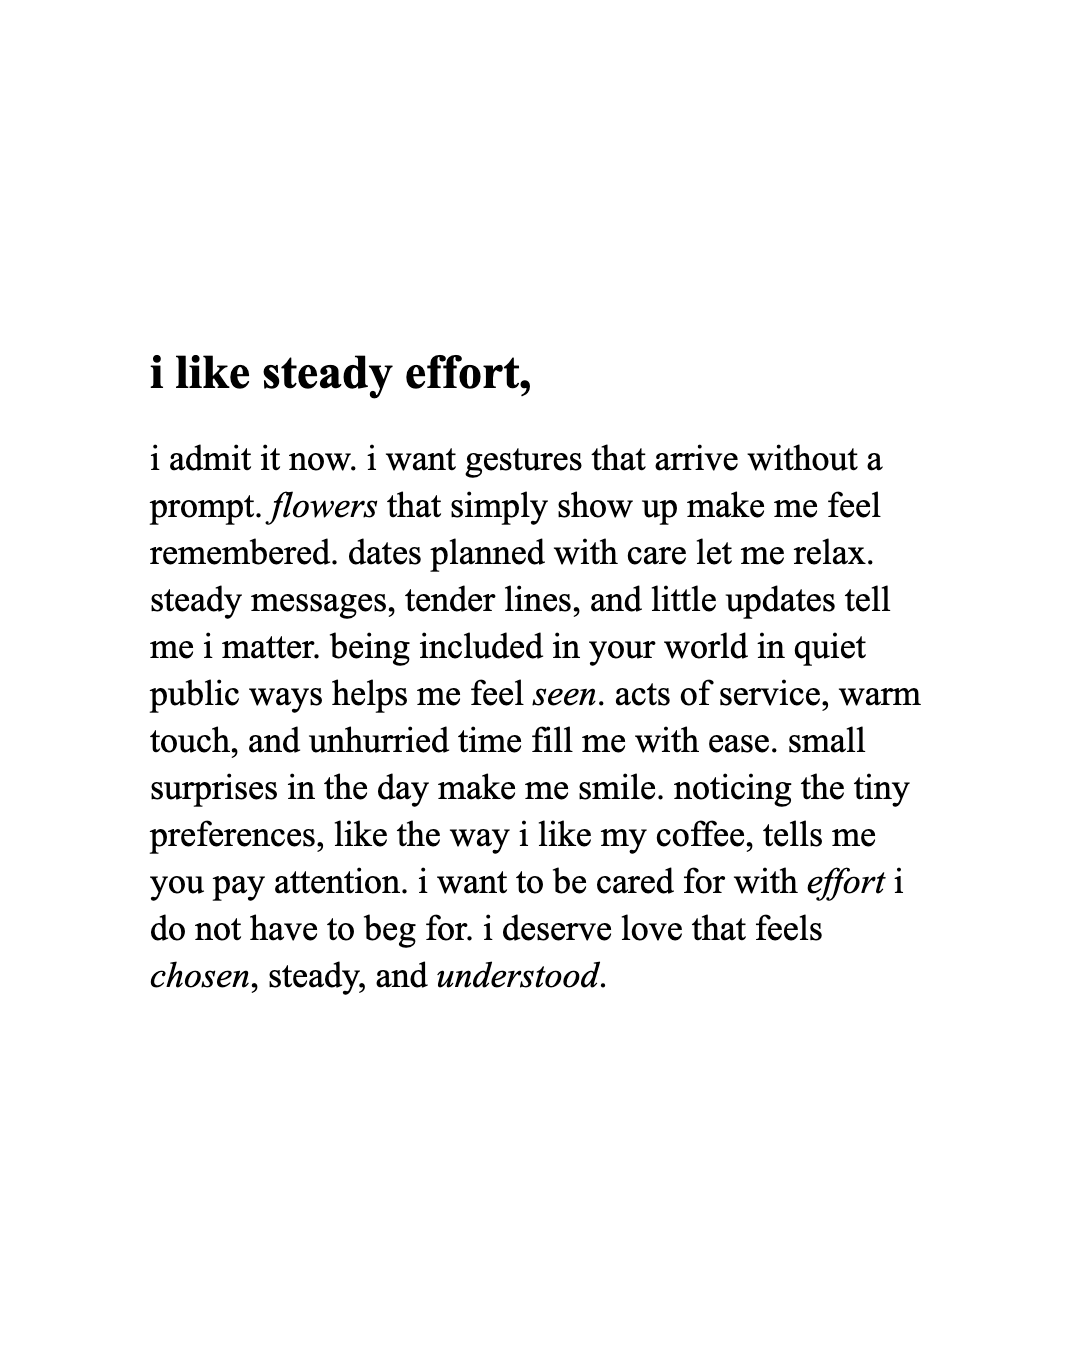 i like steady effort,
i admit it now. i want gestures that arrive without a
prompt. flowers that simply show up make me feel
remembered. dates planned with care let me relax.
steady messages, tender lines, and little updates tell
me i matter. being included in your world in quiet
public ways helps me feel seen. acts of service, warm
touch, and unhurried time fill me with ease. small
surprises in the day make me smile. noticing the tiny
preferences, like the way i like my coffee, tells me
you pay attention. i want to be cared for with effort i
do not have to beg for. i deserve love that feels
chosen, steady, and understood.